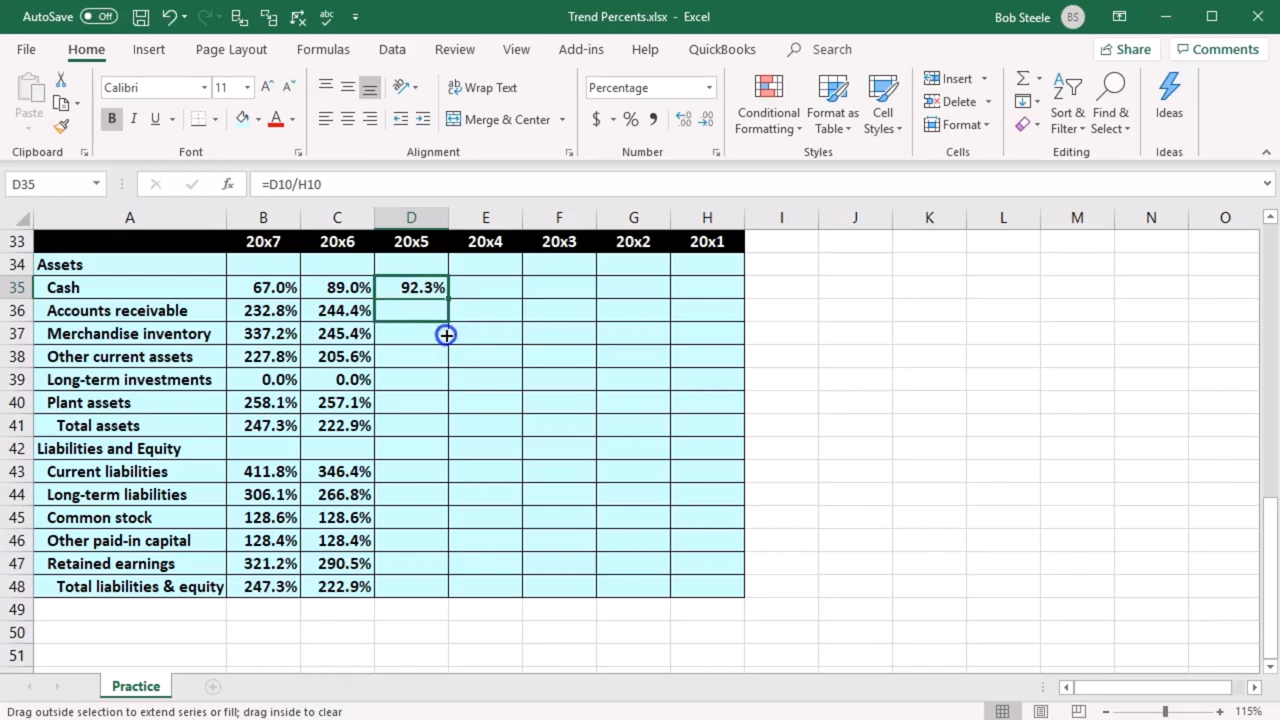 AutoSave Off abc Trend Percents.xlsx - Excel Bob Steele BS
File Home Insert Page Layout Formulas Data Review View Add-ins Help QuickBooks Search Share Comments
Paste Calibri 11 A^ Aˇ Wrap Text Percentage Conditional Formatting Format as Table Cell Styles Insert Sort & Filter Find & Select Ideas
B I U A Merge & Center $ % , Delete
Format
Clipboard Font Alignment Number Styles Cells Editing Ideas
D35 fx =D10/H10
A B C D E F G H I J K L M N O
33 20x7 20x6 20x5 20x4 20x3 20x2 20x1
34 Assets
35 Cash 67.0% 89.0% 92.3%
36 Accounts receivable 232.8% 244.4%
37 Merchandise inventory 337.2% 245.4%
38 Other current assets 227.8% 205.6%
39 Long-term investments 0.0% 0.0%
40 Plant assets 258.1% 257.1%
41 Total assets 247.3% 222.9%
42 Liabilities and Equity
43 Current liabilities 411.8% 346.4%
44 Long-term liabilities 306.1% 266.8%
45 Common stock 128.6% 128.6%
46 Other paid-in capital 128.4% 128.4%
47 Retained earnings 321.2% 290.5%
48 Total liabilities & equity 247.3% 222.9%
49
50
51
Practice
Drag outside selection to extend series or fill; drag inside to clear 115%